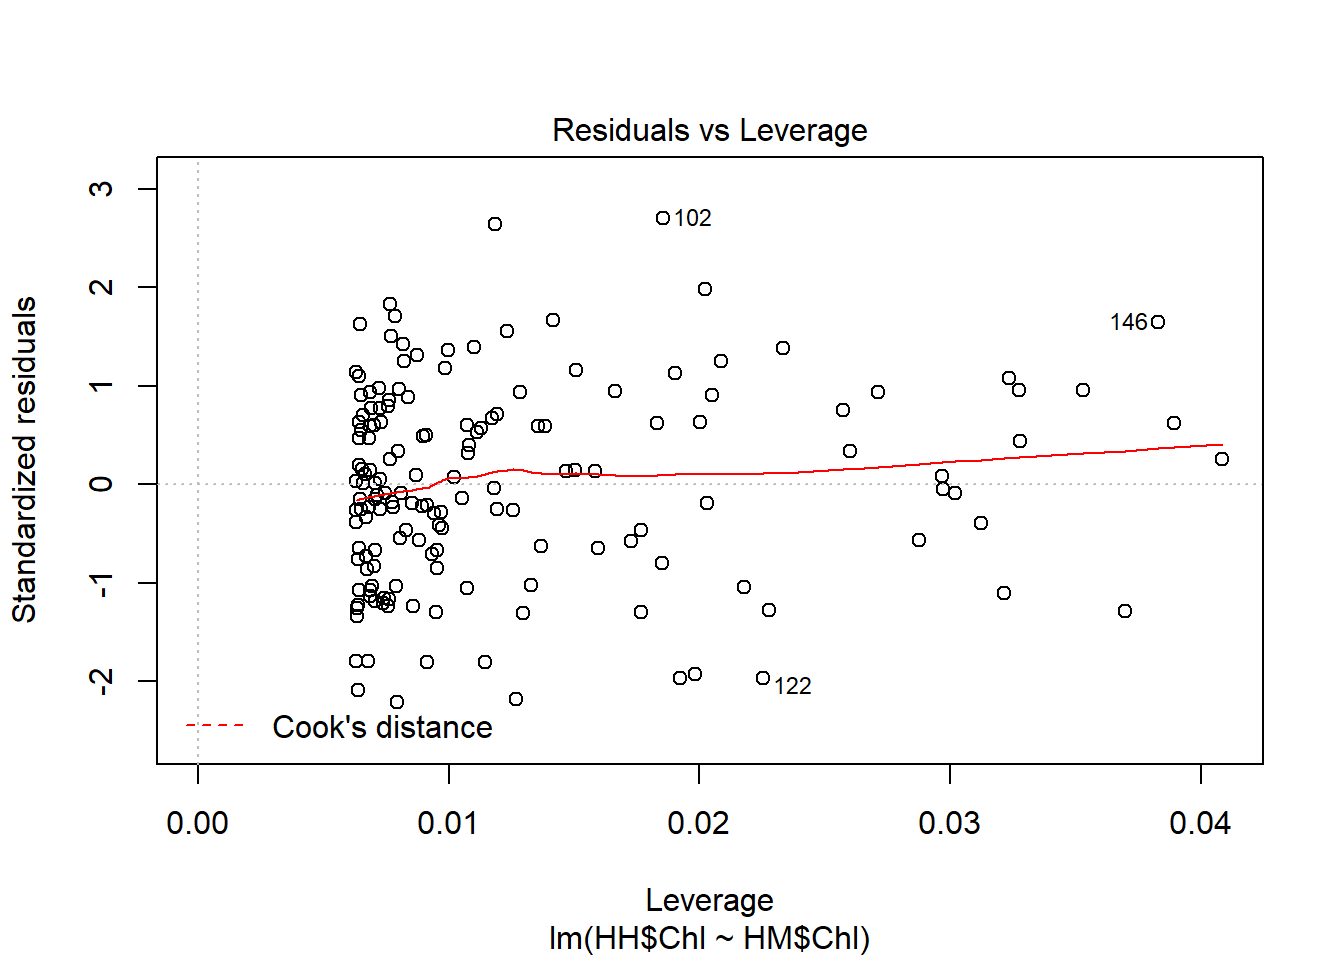 Residuals vs Leverage
Standardized residuals
3
2
1
0
-1
-2
102
146
122
Cook's distance
0.00 0.01 0.02 0.03 0.04
Leverage
lm(HH$Chl ~ HM$Chl)